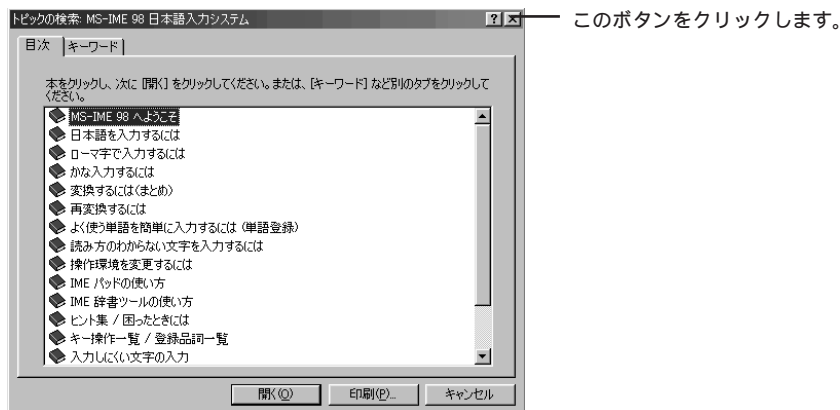 トピックの検索: MS-IME 98 日本語入力システム
このボタンをクリックします。
目次 キーワード
本をクリックし、次に [開く] をクリックしてください。または、[キーワード] など別のタブをクリックして
ください。
MS-IME 98 へようこそ
日本語を入力するには
ローマ字で入力するには
かな入力するには
変換するには(まとめ)
再変換するには
よく使う単語を簡単に入力するには (単語登録)
読み方のわからない文字を入力するには
操作環境を変更するには
IME パッドの使い方
IME 辞書ツールの使い方
ヒント集 / 困ったときには
キー操作一覧 / 登録品詞一覧
入力しにくい文字の入力
開く(O) 印刷(P)... キャンセル